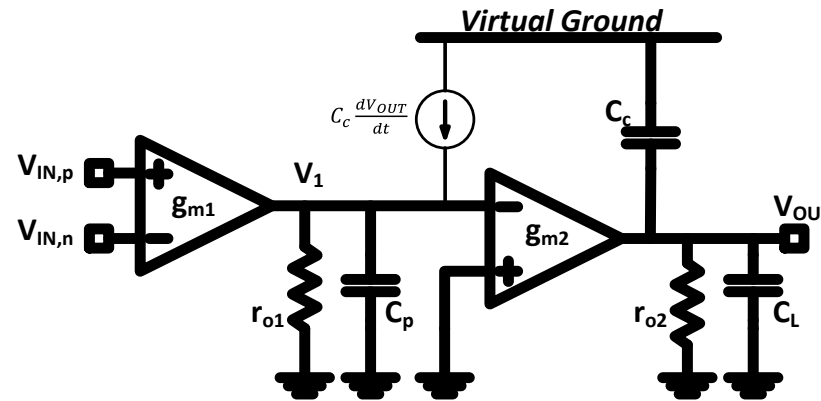 Virtual Ground
C_c dV_OUT/dt
C_c
V_IN,p
+
g_m1
V_IN,n
−
V_1
−
g_m2
+
V_OU
r_o1
C_p
r_o2
C_L